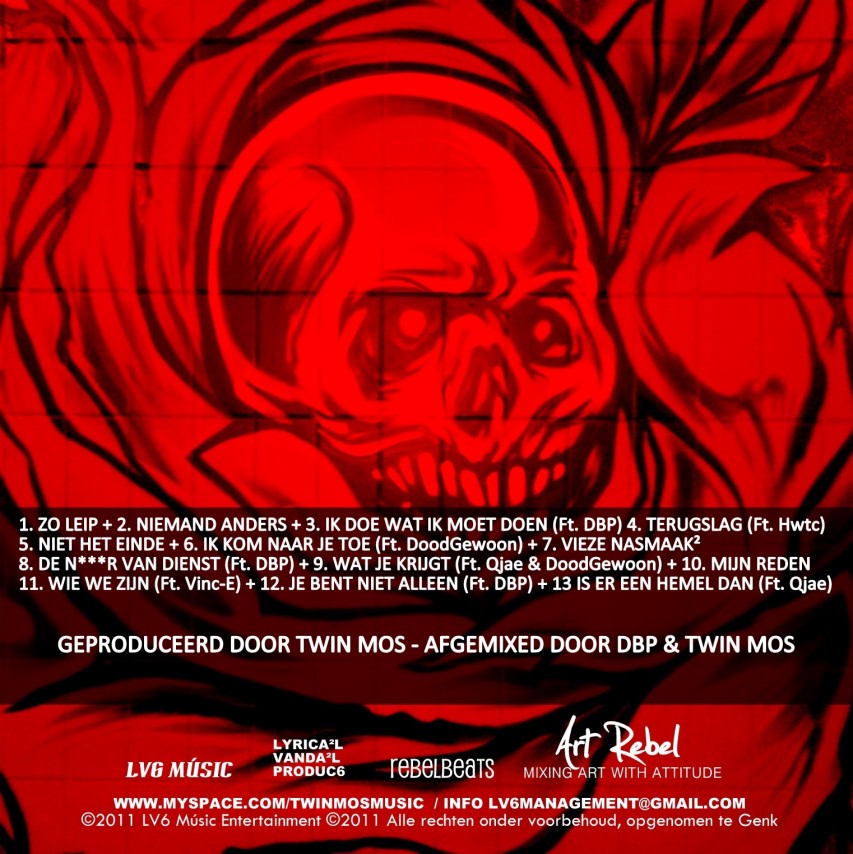 1. ZO LEIP + 2. NIEMAND ANDERS + 3. IK DOE WAT IK MOET DOEN (Ft. DBP) 4. TERUGSLAG (Ft. Hwtc)
5. NIET HET EINDE + 6. IK KOM NAAR JE TOE (Ft. DoodGewoon) + 7. VIEZE NASMAAK²
8. DE N***R VAN DIENST (Ft. DBP) + 9. WAT JE KRIJGT (Ft. Qjae & DoodGewoon) + 10. MIJN REDEN
11. WIE WE ZIJN (Ft. Vinc-E) + 12. JE BENT NIET ALLEEN (Ft. DBP) + 13 IS ER EEN HEMEL DAN (Ft. Qjae)
GEPRODUCEERD DOOR TWIN MOS - AFGEMIXED DOOR DBP & TWIN MOS
LV6 MÚSIC
LYRICA²L
VANDA²L
PRODUC6
REBELBEATS
Art Rebel
MIXING ART WITH ATTITUDE
WWW.MYSPACE.COM/TWINMOSMUSIC / INFO LV6MANAGEMENT@GMAIL.COM
©2011 LV6 Músic Entertainment ©2011 Alle rechten onder voorbehoud, opgenomen te Genk